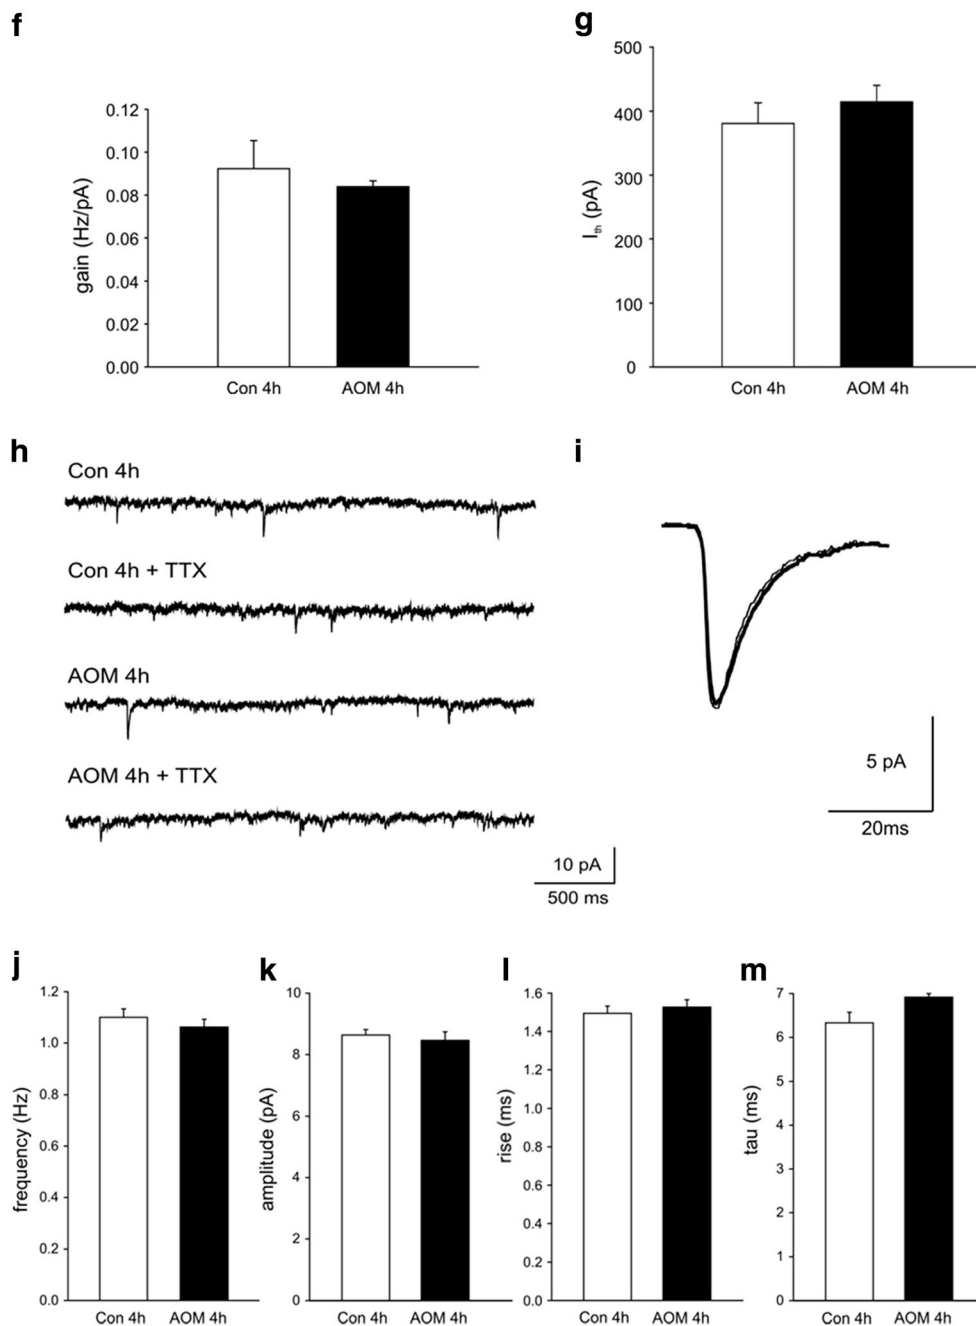 f
0.12
0.10
0.08
0.06
0.04
0.02
0.00
gain (Hz/pA)
Con 4h
AOM 4h
g
500
400
300
200
100
0
Ith (pA)
Con 4h
AOM 4h
h
Con 4h
Con 4h + TTX
AOM 4h
AOM 4h + TTX
10 pA
500 ms
i
5 pA
20ms
j
1.2
1.0
0.8
0.6
0.4
0.2
0.0
frequency (Hz)
Con 4h
AOM 4h
k
10
8
6
4
2
0
amplitude (pA)
Con 4h
AOM 4h
l
1.6
1.4
1.2
1.0
0.8
0.6
0.4
0.2
0.0
rise (ms)
Con 4h
AOM 4h
m
7
6
5
4
3
2
1
0
tau (ms)
Con 4h
AOM 4h